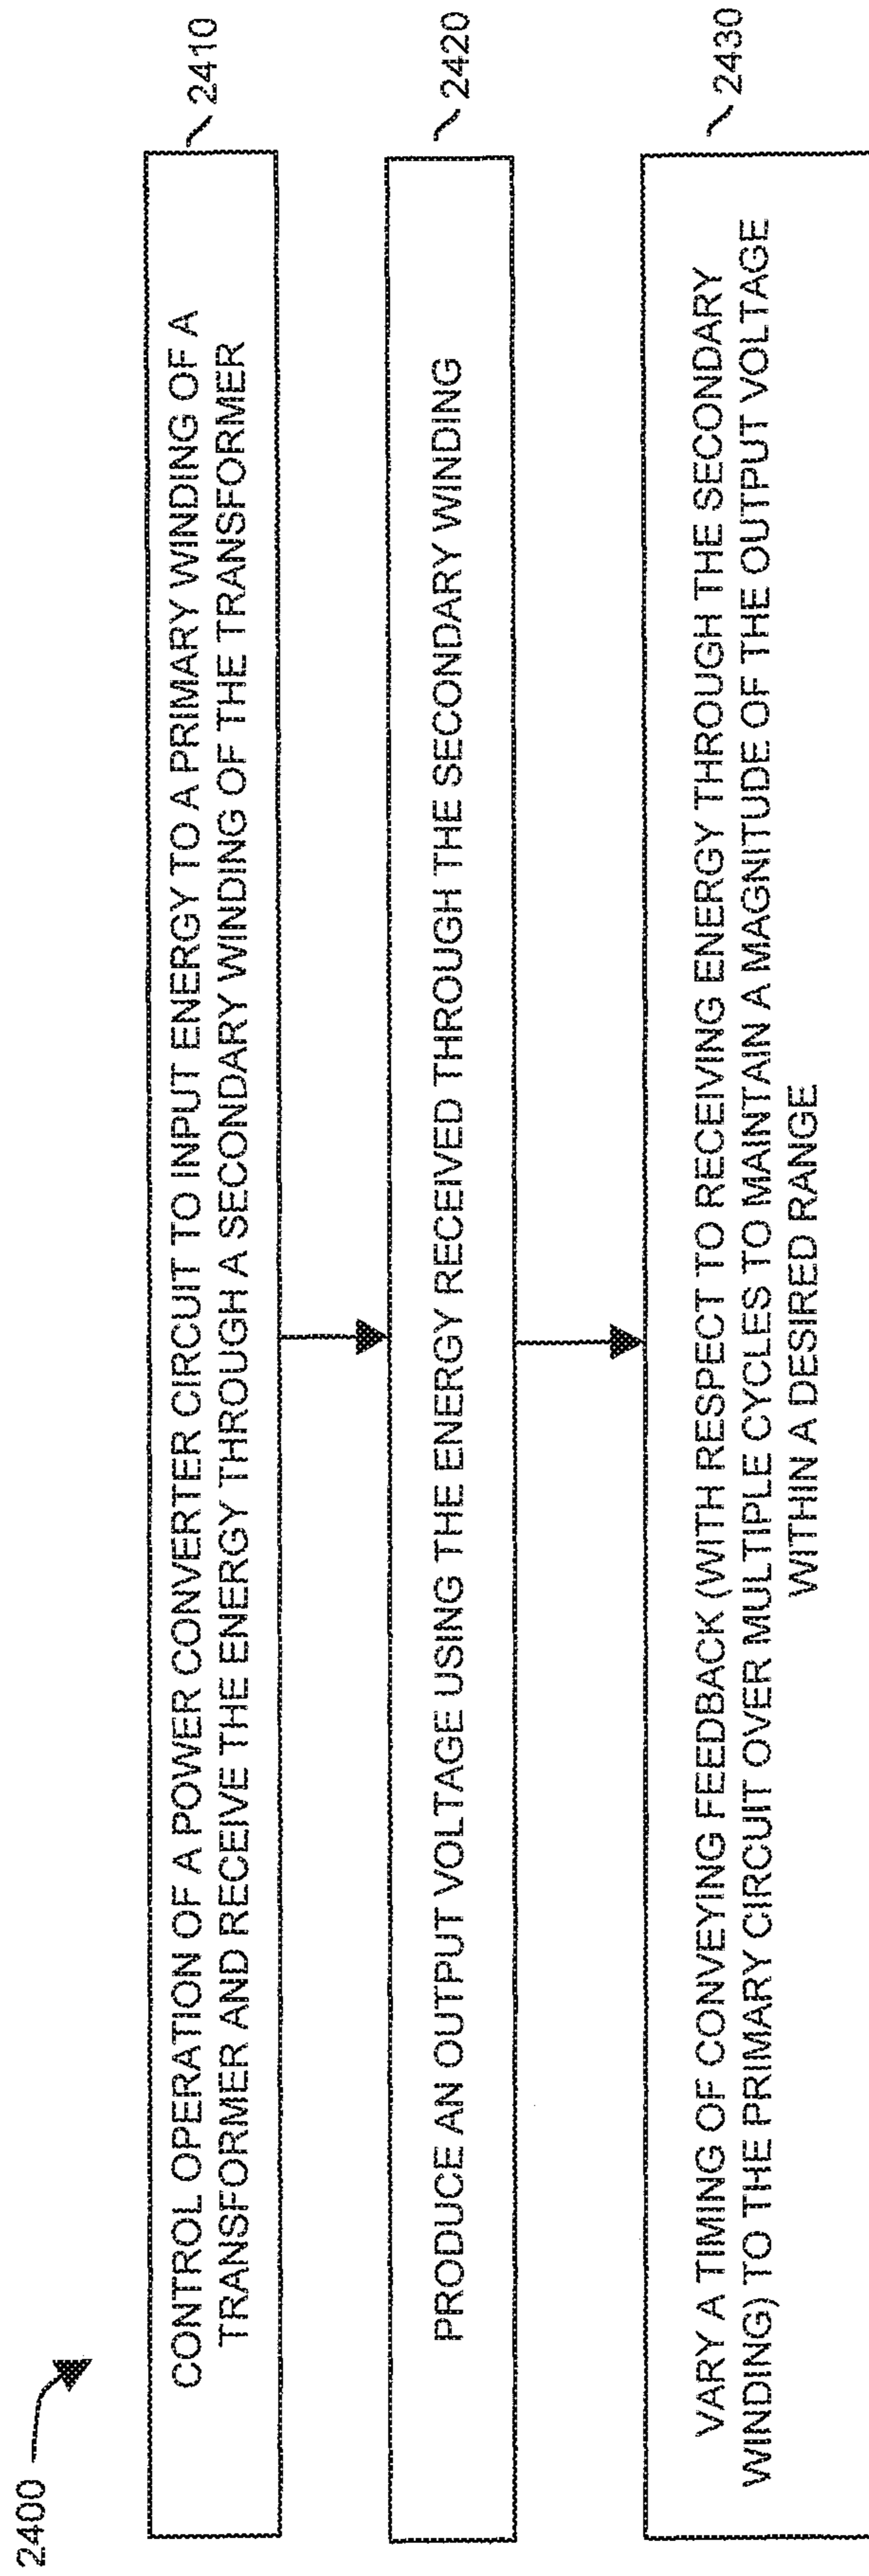 2400
CONTROL OPERATION OF A POWER CONVERTER CIRCUIT TO INPUT ENERGY TO A PRIMARY WINDING OF A
TRANSFORMER AND RECEIVE THE ENERGY THROUGH A SECONDARY WINDING OF THE TRANSFORMER
2410
PRODUCE AN OUTPUT VOLTAGE USING THE ENERGY RECEIVED THROUGH THE SECONDARY WINDING
2420
VARY A TIMING OF CONVEYING FEEDBACK (WITH RESPECT TO RECEIVING ENERGY THROUGH THE SECONDARY
WINDING) TO THE PRIMARY CIRCUIT OVER MULTIPLE CYCLES TO MAINTAIN A MAGNITUDE OF THE OUTPUT VOLTAGE
WITHIN A DESIRED RANGE
2430